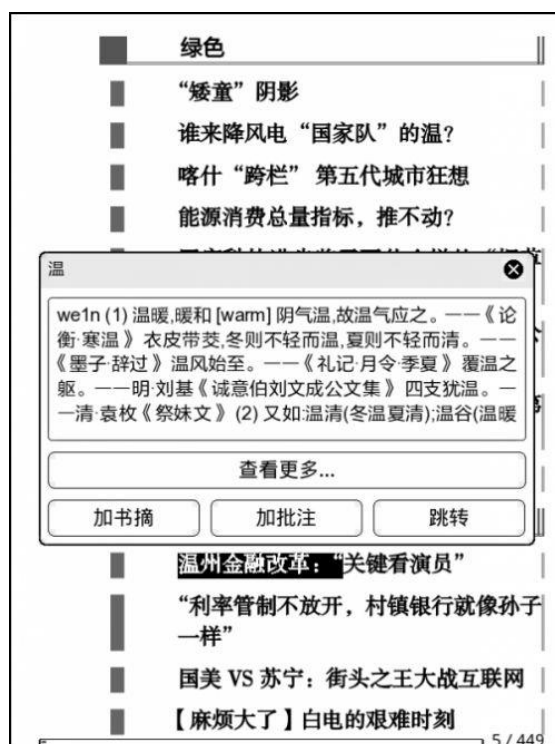 绿色
“矮童”阴影
谁来降风电“国家队”的温？
喀什“跨栏” 第五代城市狂想
能源消费总量指标，推不动？
温
we1n (1) 温暖,暖和 [warm] 阴气温,故温气应之。——《论
衡·寒温》 衣皮带茭,冬则不轻而温,夏则不轻而清。——
《墨子·辞过》 温风始至。——《礼记·月令·季夏》 覆温之
躯。——明·刘基《诚意伯刘文成公文集》 四支犹温。—
—清·袁枚《祭妹文》 (2) 又如:温清(冬温夏清);温谷(温暖
查看更多...
加书摘
加批注
跳转
温州金融改革：“关键看演员”
“利率管制不放开，村镇银行就像孙子
一样”
国美 VS 苏宁：街头之王大战互联网
【麻烦大了】白电的艰难时刻
5 / 449